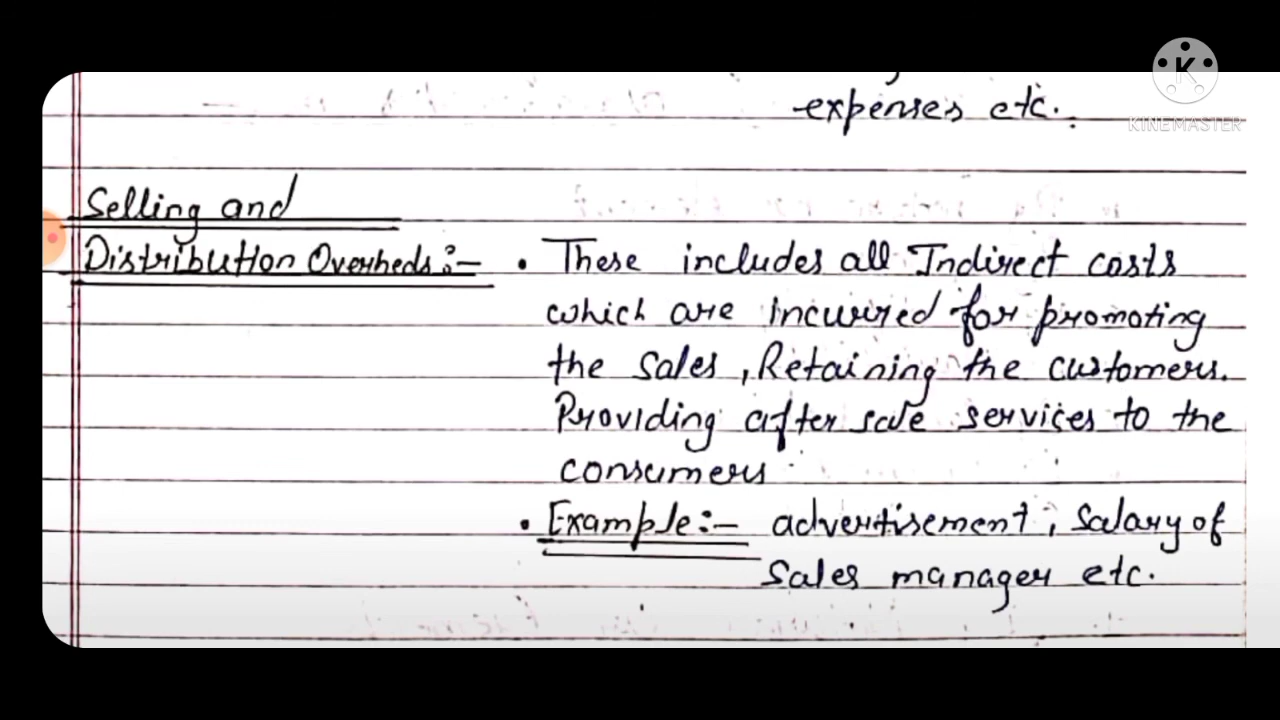 expenses etc.
K
KINEMASTER
Selling and
Distribution Overheds :-
• These includes all Indirect costs
which are incurred for promoting
the sales, Retaining the customers.
Providing after sale services to the
consumers
• Example :- advertisement, Salary of
Sales manager etc.